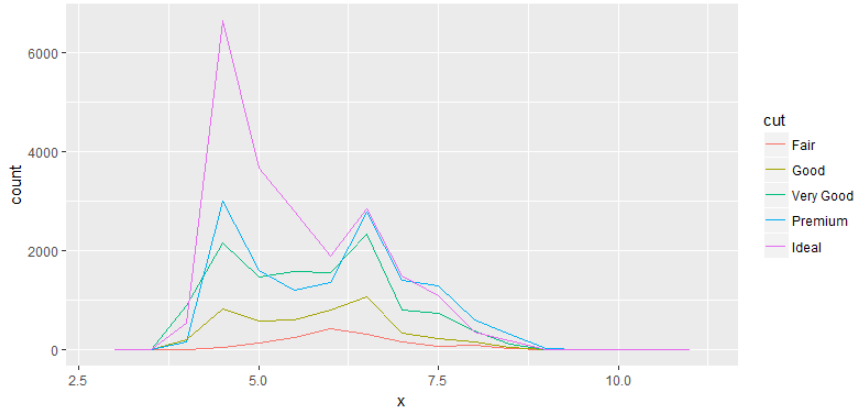 6000
4000
2000
0
count
2.5
5.0
7.5
10.0
x
cut
Fair
Good
Very Good
Premium
Ideal